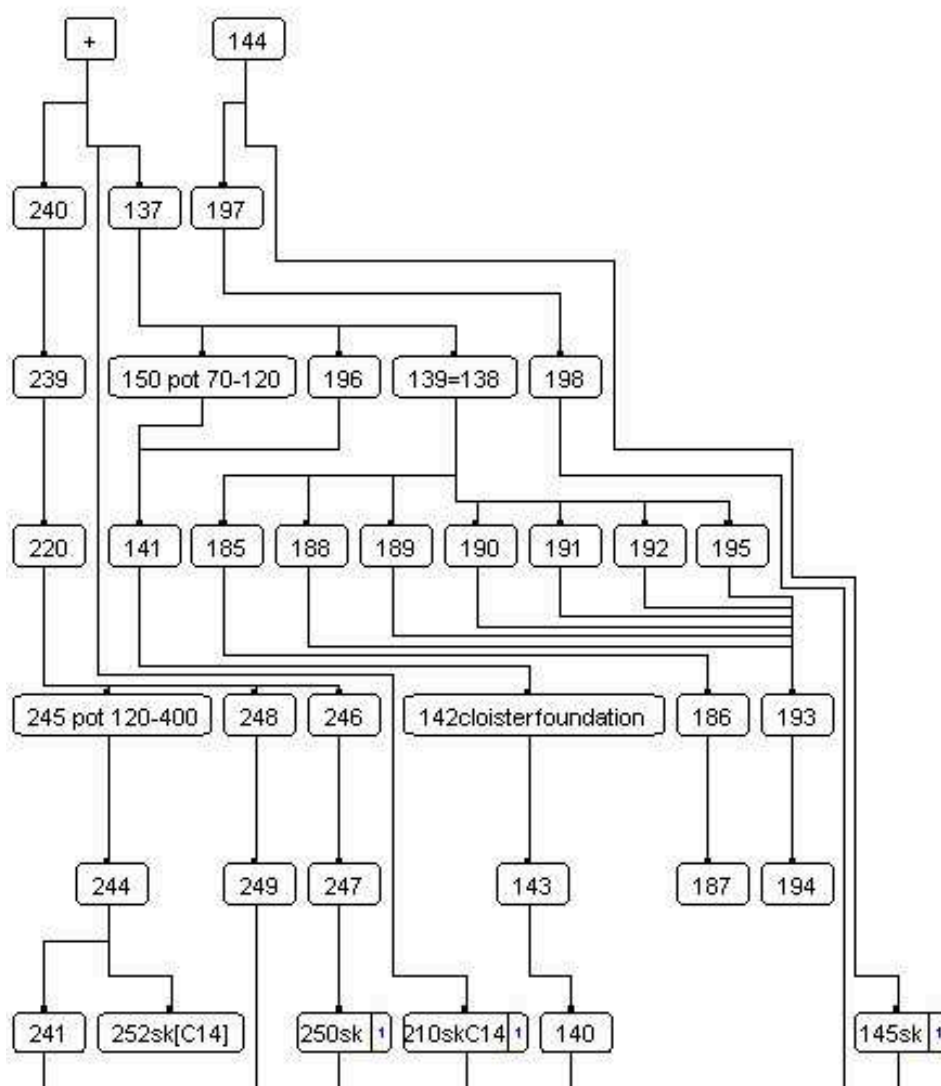 + 144
240 137 197
239 150 pot 70-120 196 139=138 198
220 141 185 188 189 190 191 192 195
245 pot 120-400 248 246 142cloisterfoundation 186 193
244 249 247 143 187 194
241 252sk[C14] 250sk 1 210skC14 1 140 145sk 1